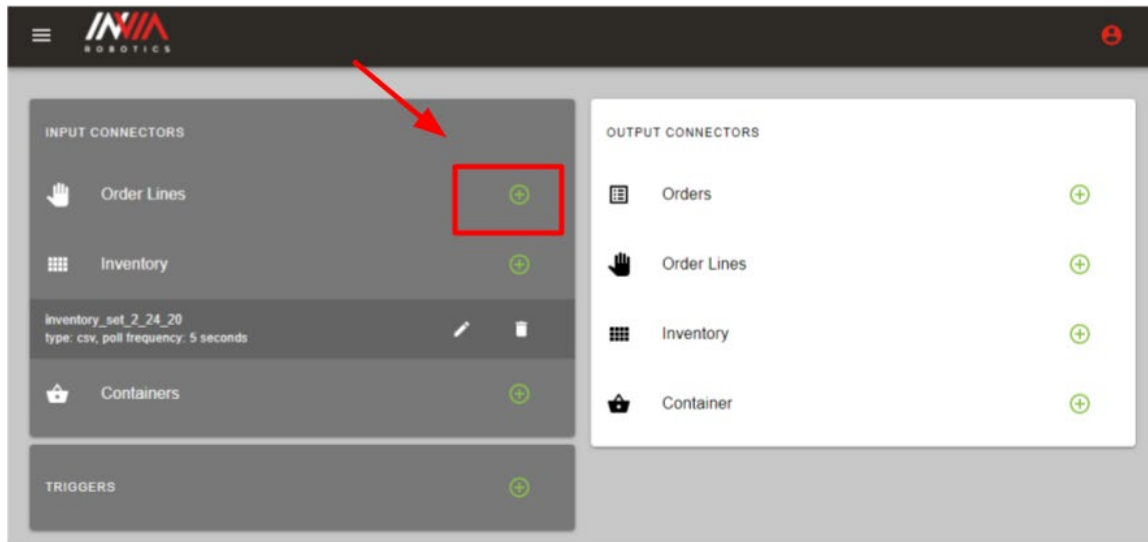 INVIA
ROBOTICS
INPUT CONNECTORS
Order Lines
Inventory
inventory_set_2_24_20
type: csv, poll frequency: 5 seconds
Containers
TRIGGERS
OUTPUT CONNECTORS
Orders
Order Lines
Inventory
Container